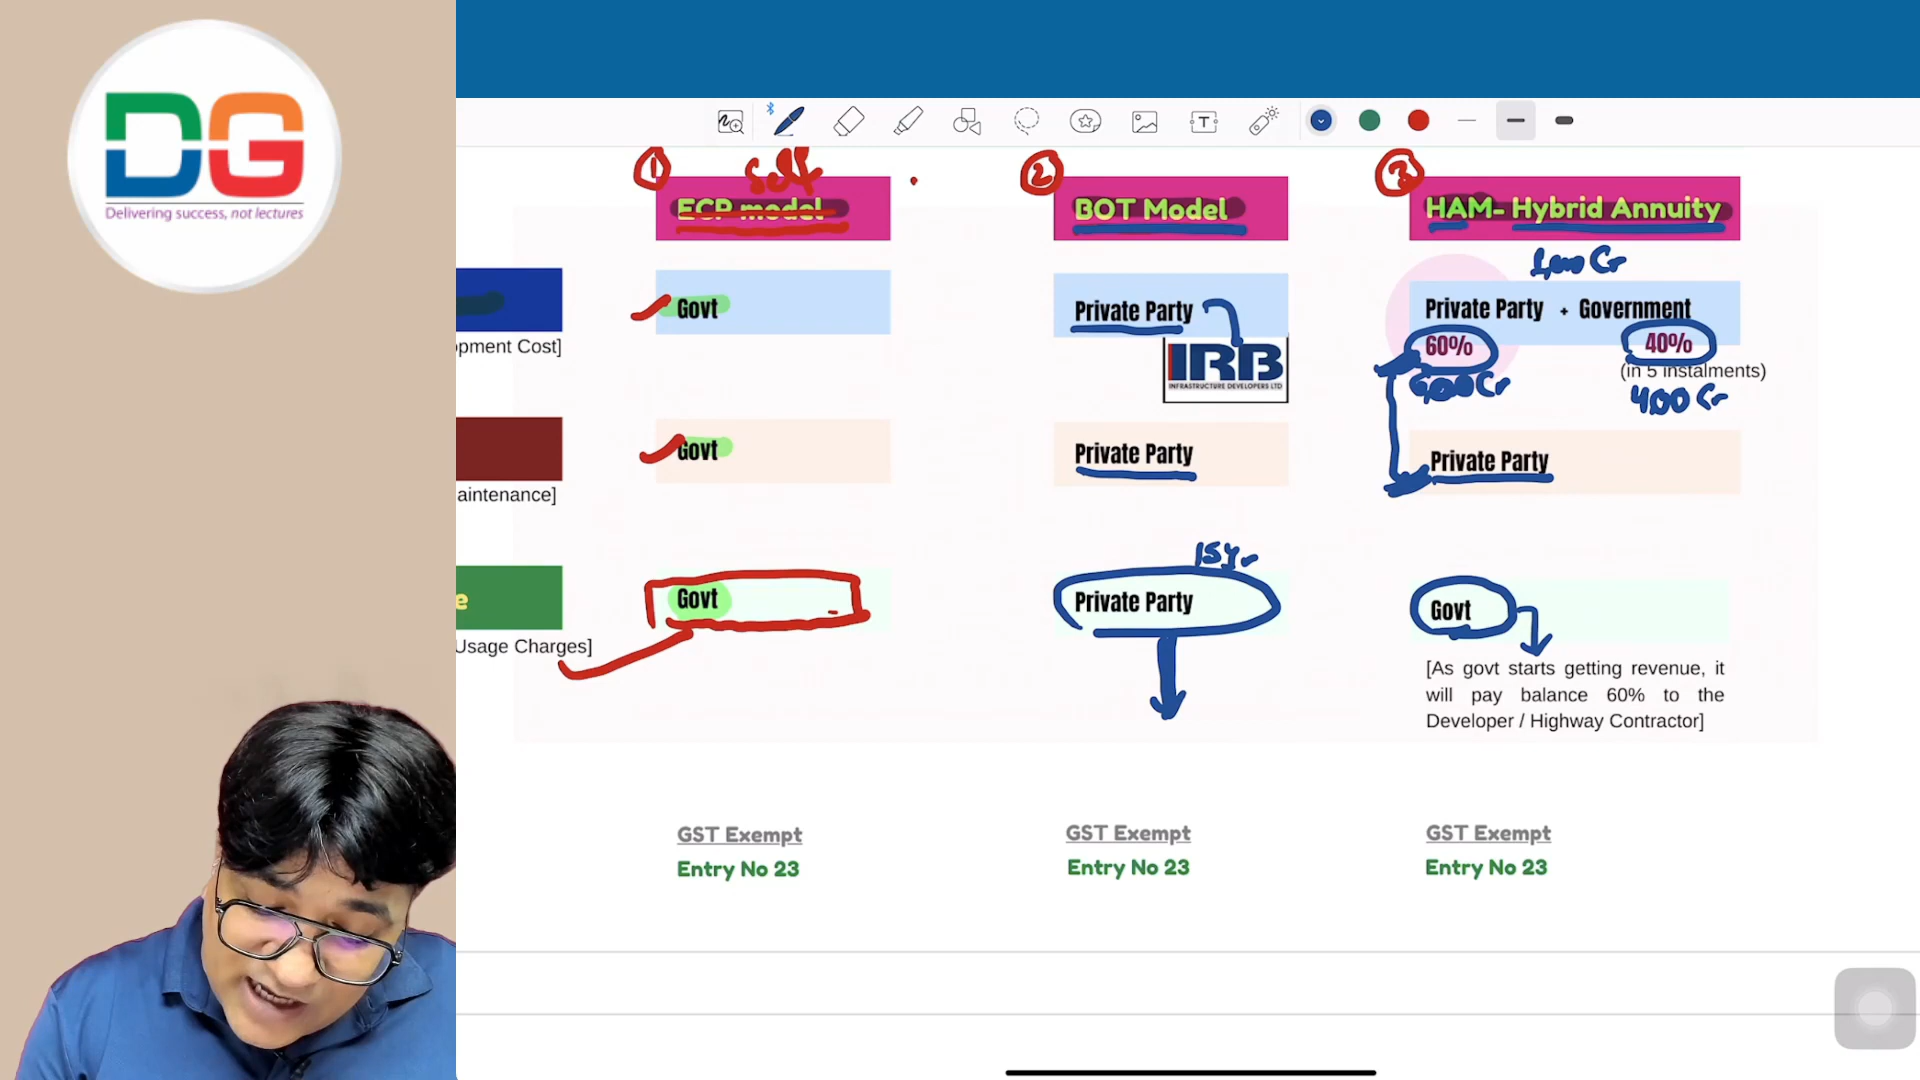 DG
Delivering success, not lectures
1 self 2 3
ECP model BOT Model HAM- Hybrid Annuity
1,000 Cr
Govt Private Party Private Party + Government
opment Cost] 60% 40%
IRB (in 5 instalments)
INFRASTRUCTURE DEVELOPERS LTD 600 Cr 400 Cr
Govt Private Party Private Party
aintenance]
15 Yr
e Govt Private Party Govt
Usage Charges]
[As govt starts getting revenue, it
will pay balance 60% to the
Developer / Highway Contractor]
GST Exempt GST Exempt GST Exempt
Entry No 23 Entry No 23 Entry No 23